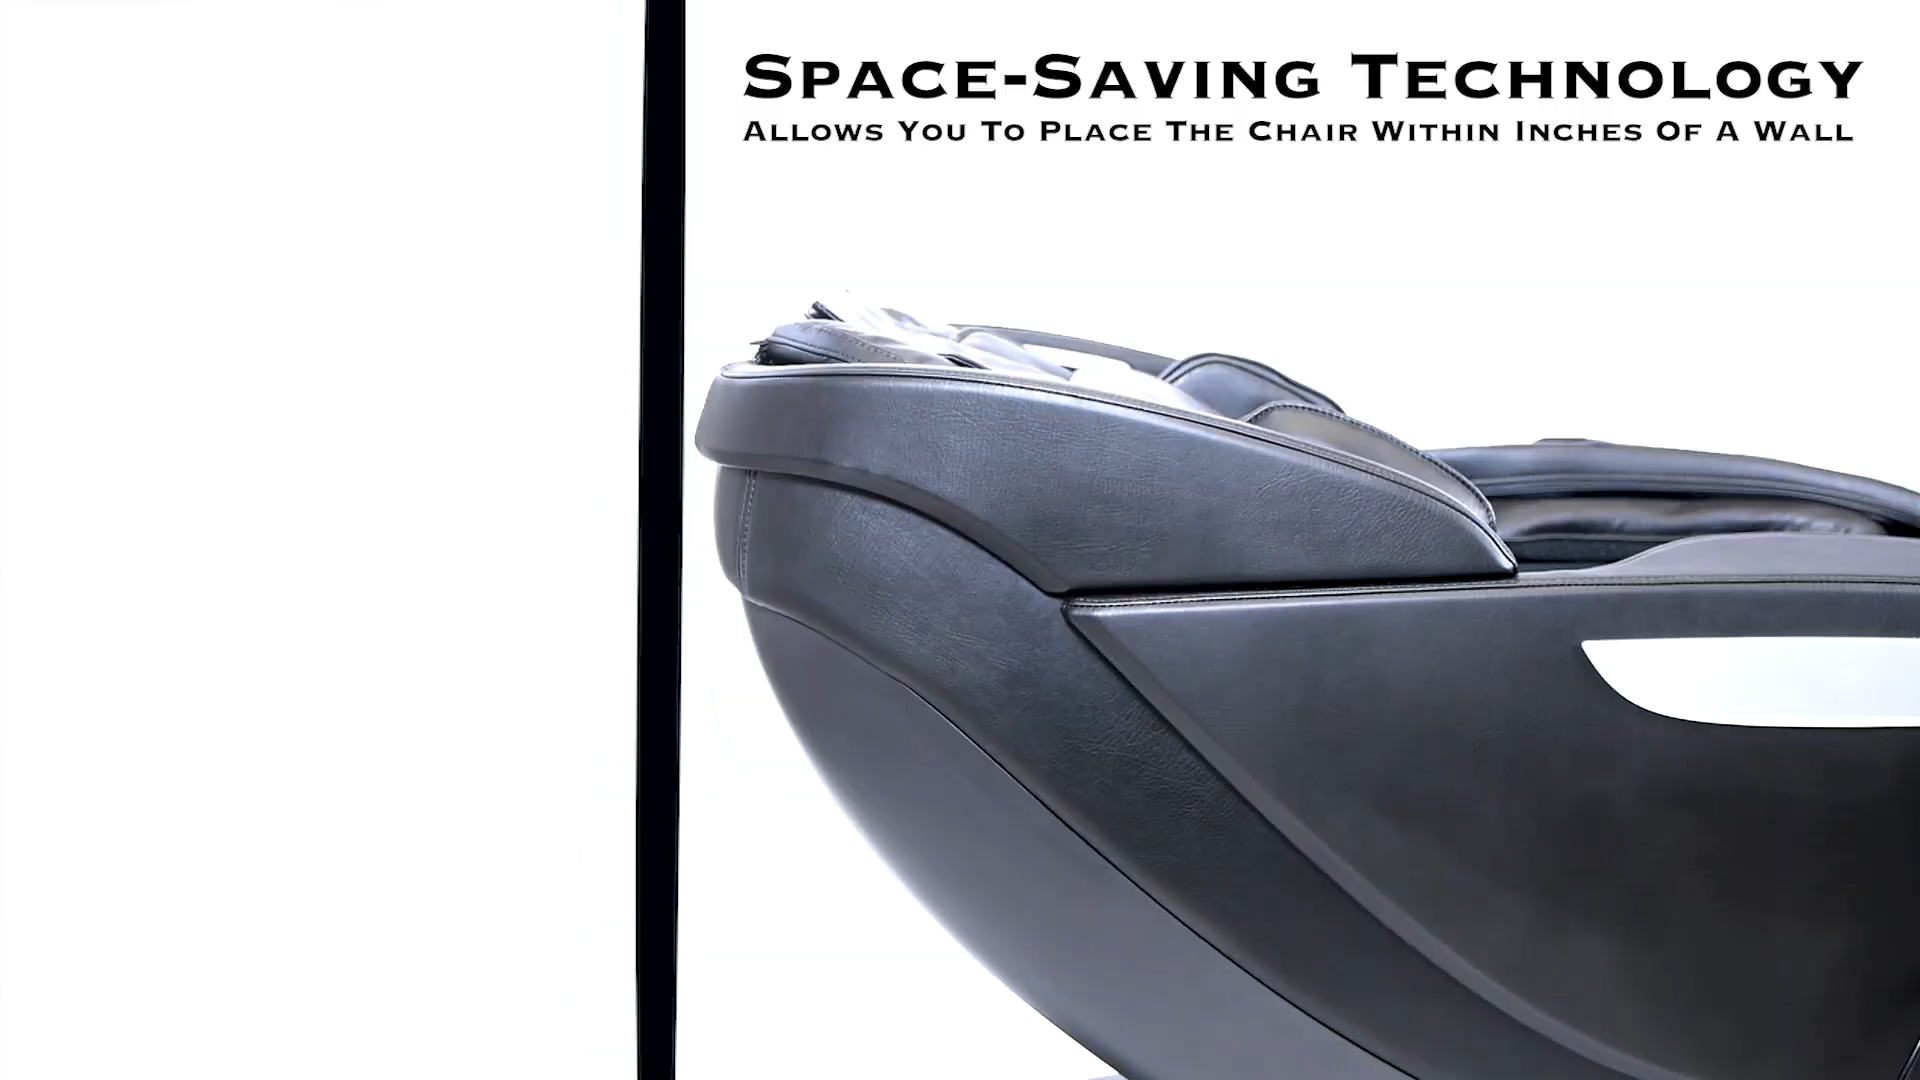 Space-Saving Technology
Allows You To Place The Chair Within Inches Of A Wall